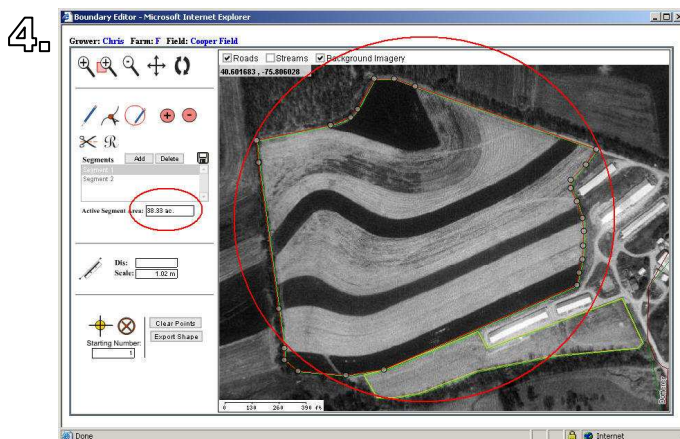 4.
Boundary Editor - Microsoft Internet Explorer
Grower: Chris Farm: F Field: Cooper Field
Roads Streams Background Imagery
40.601683 , -75.806028
R
Segments Add Delete
Segment 1
Segment 2
Active Segment Area: 38.33 ac.
Dis:
Scale: 1.02 m
Clear Points
Export Shape
Starting Number:
1
0 130 260 390 ft
Done Internet